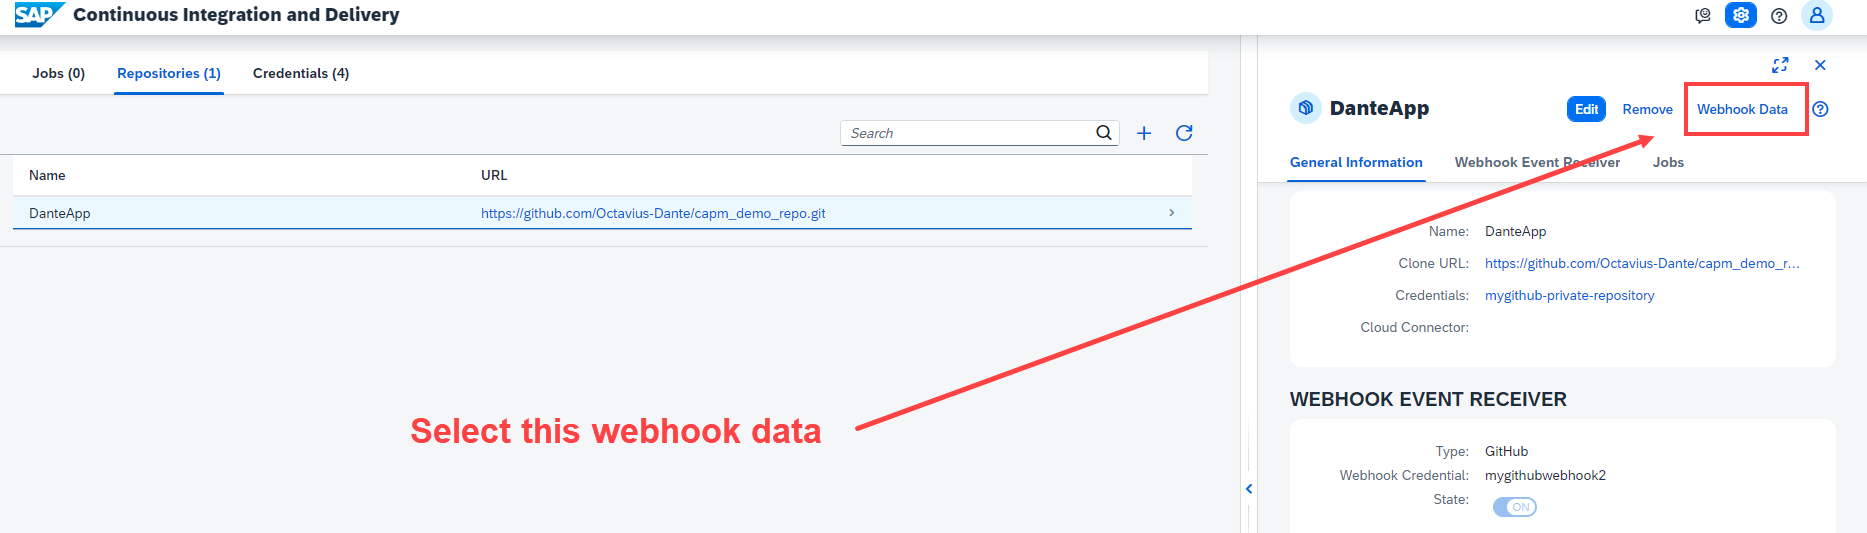 SAP Continuous Integration and Delivery
Jobs (0) Repositories (1) Credentials (4)
Search
Name URL
DanteApp https://github.com/Octavius-Dante/capm_demo_repo.git
Select this webhook data
DanteApp Edit Remove Webhook Data
General Information Webhook Event Receiver Jobs
Name: DanteApp
Clone URL: https://github.com/Octavius-Dante/capm_demo_r...
Credentials: mygithub-private-repository
Cloud Connector:
WEBHOOK EVENT RECEIVER
Type: GitHub
Webhook Credential: mygithubwebhook2
State: ON